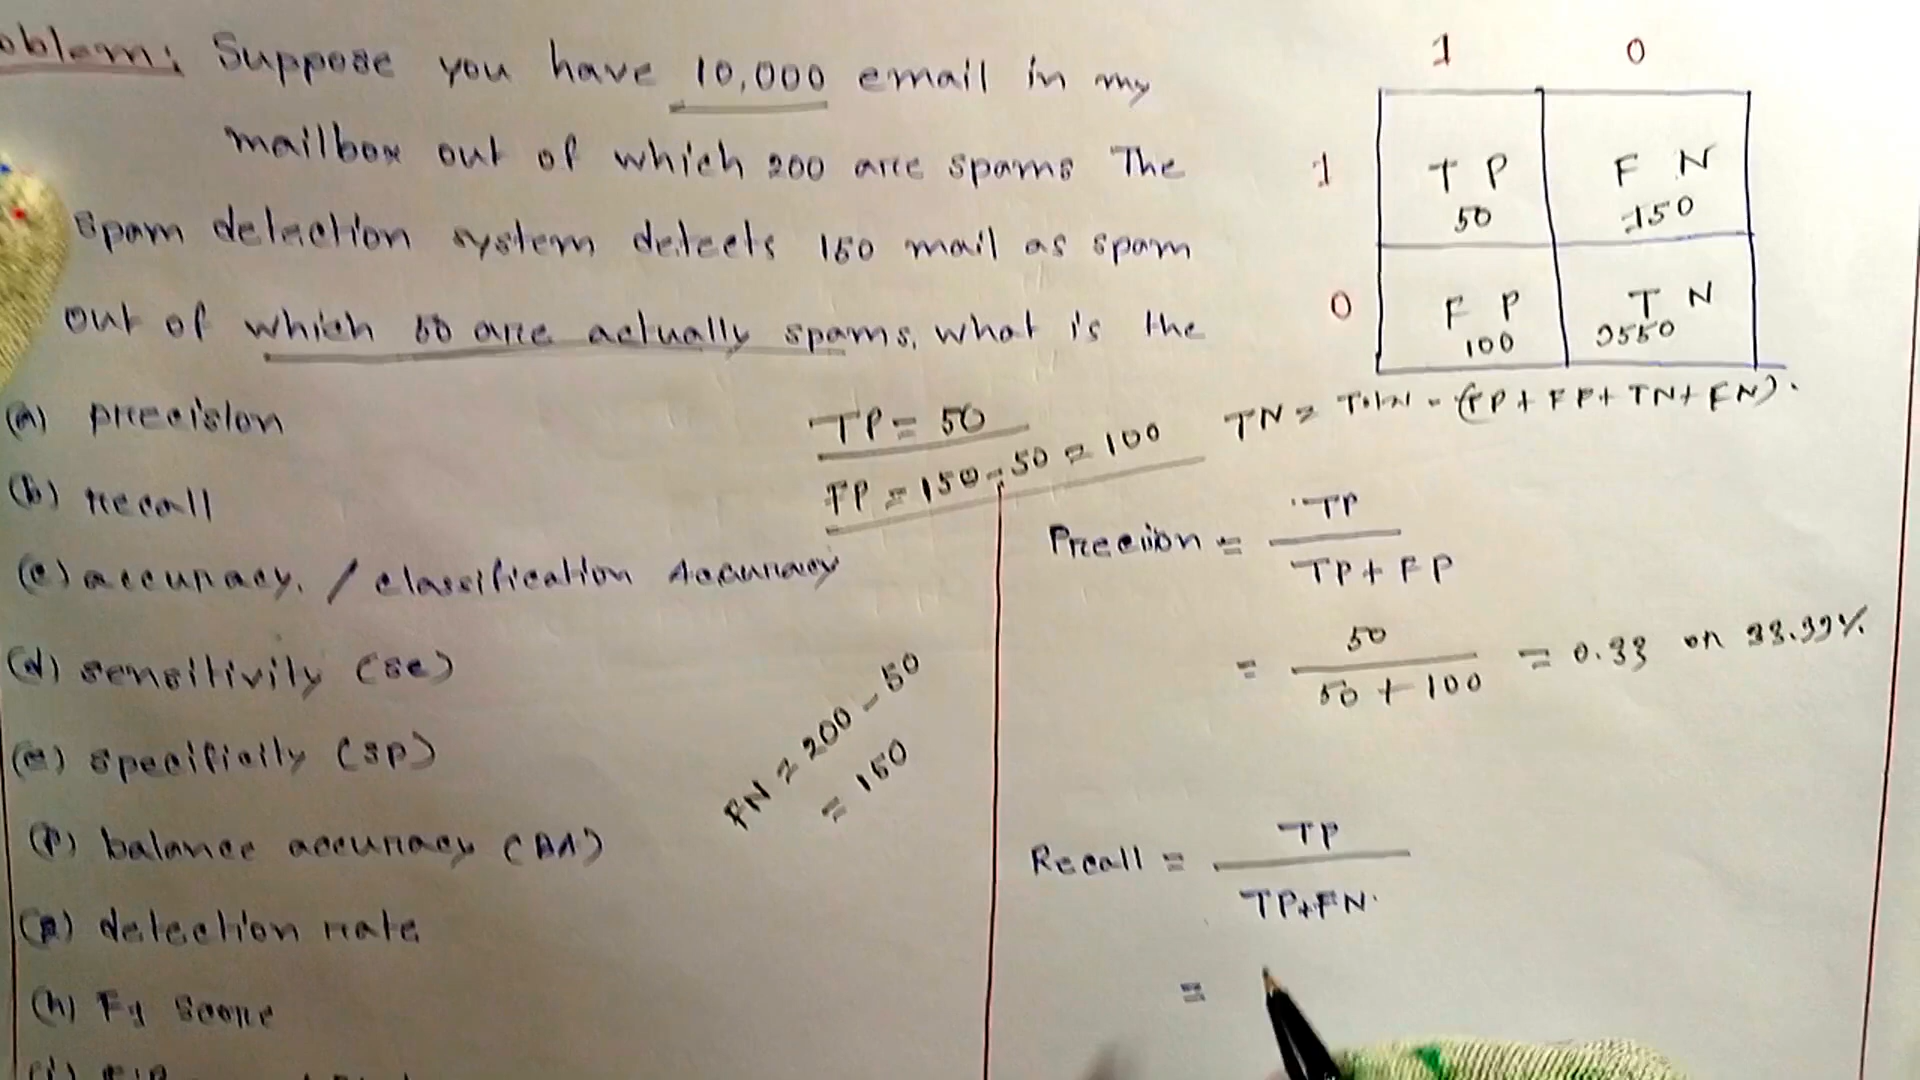 oblem: Suppose you have 10,000 email in my
mailbox out of which 200 are spams The
spam detection system detects 150 mail as spam
out of which 50 are actually spams, what is the
(a) precision
(b) recall
(c) accuracy. / classification Accuracy
(d) sensitivity (se)
(e) specificity (sp)
(f) balance accuracy (BA)
(g) detection rate
(h) F1 score
TP = 50
FP = 150-50 = 100
FN = 200 - 50
= 150
1 0
1 TP FN
50 150
0 FP TN
100 9550
TN = Total - (TP + FP + TN + FN).
Precision = TP
TP + FP
= 50
50 + 100 = 0.33 or 33.33%
Recall = TP
TP+FN.
=